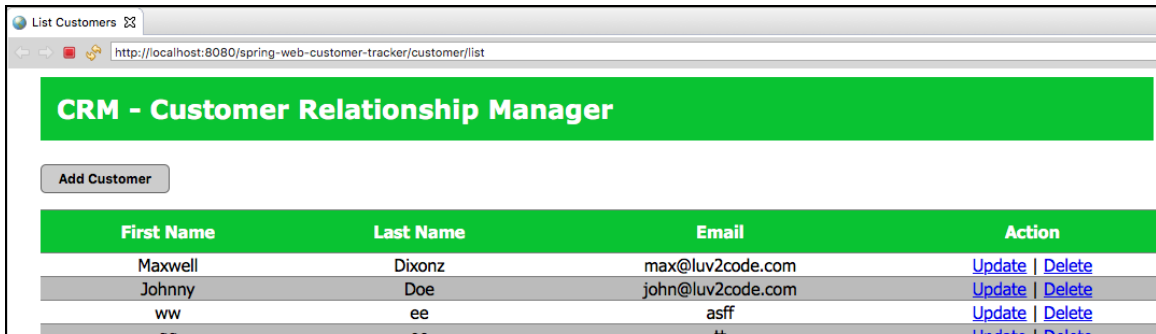 List Customers
http://localhost:8080/spring-web-customer-tracker/customer/list
CRM - Customer Relationship Manager
Add Customer
First Name Last Name Email Action
Maxwell Dixonz max@luv2code.com Update | Delete
Johnny Doe john@luv2code.com Update | Delete
ww ee asff Update | Delete